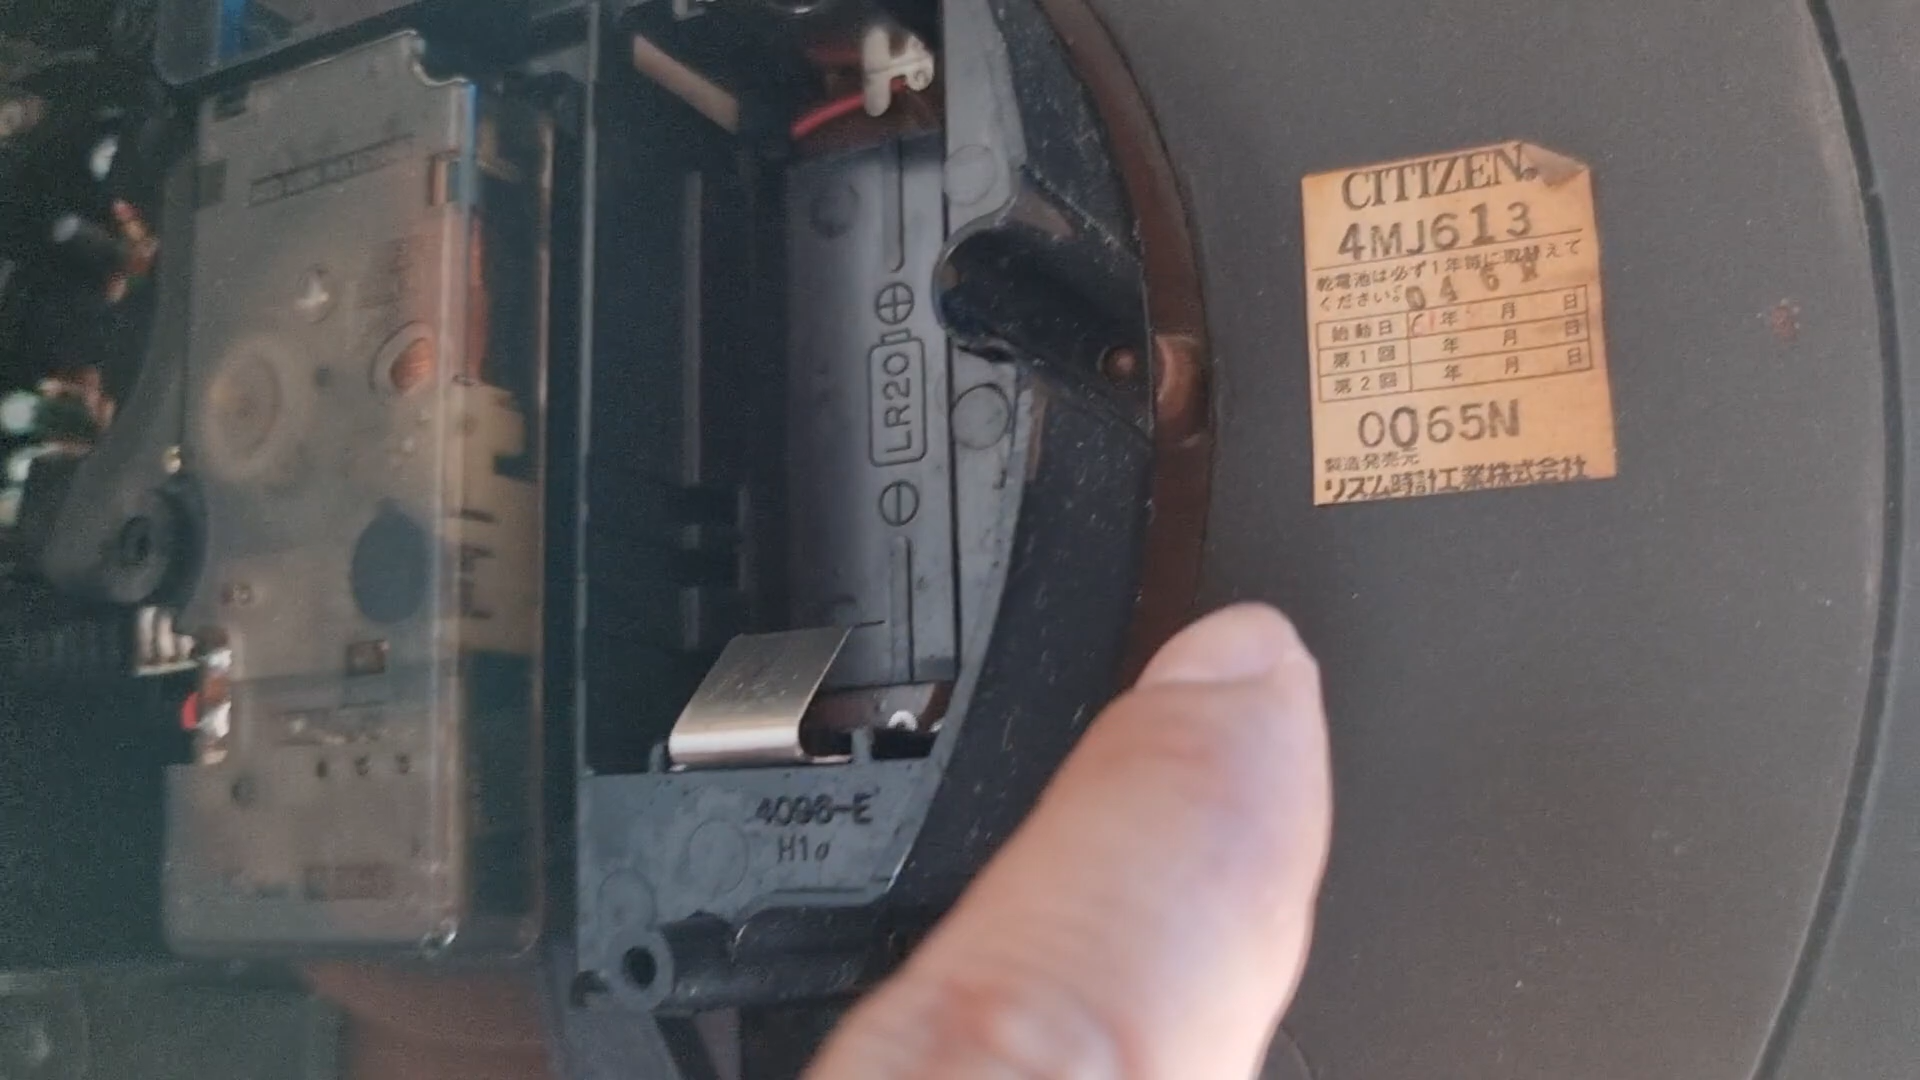 LR20
4096-E
H1
CITIZEN
4MJ613
乾電池は必ず1年毎に取替えて
ください。
始動日 61年 月 日
第1回 年 月 日
第2回 年 月 日
0065N
製造発売元
リズム時計工業株式会社